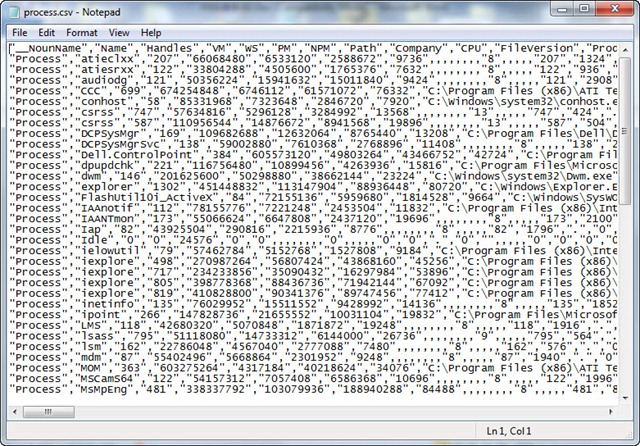 process.csv - Notepad
File Edit Format View Help
"__NounName","Name","Handles","VM","WS","PM","NPM","Path","Company","CPU","FileVersion","Proc
"Process","atieclxx","207","66068480","6533120","2588672","9736",,,,,,,"8",,,,,"207","1324"
"Process","atiesrxx","122","33804288","4505600","1765376","7632",,,,,,,"8",,,,,"122","936",
"Process","audiodg","121","50356224","15941632","15011840","9424",,,,,,,"8",,,,,"121","2908"
"Process","CCC","699","674254848","6746112","61571072","76332","C:\Program Files (x86)\ATI Te
"Process","conhost","58","85331968","7323648","2846720","7920","C:\Windows\system32\conhost.e
"Process","csrss","747","57634816","5296128","3284992","13568",,,,,,,"13",,,,,"747","424",
"Process","csrss","587","110956544","14876672","8941568","19896",,,,,,,"13",,,,,"587","504",
"Process","DCPSysMgr","169","109682688","12632064","8765440","13208","C:\Program Files\Dell\D
"Process","DCPSysMgrSvc","138","59002880","7610368","2768896","11408",,,,,,,"8",,,,,"138","2
"Process","Dell.ControlPoint","384","605573120","49803264","43466752","42724","C:\Program Fil
"Process","dpupdchk","221","116756480","10899456","4263936","15816","C:\Program Files\Microso
"Process","dwm","146","201625600","50298880","38662144","23224","C:\Windows\system32\Dwm.exe"
"Process","explorer","1302","451448832","113147904","88936448","80720","C:\Windows\Explorer.E
"Process","FlashUtil10i_ActiveX","84","72155136","5959680","1814528","9664","C:\Windows\SysWO
"Process","IAAnotif","112","78155776","7221248","2453504","11832","C:\Program Files (x86)\Int
"Process","IAANTmon","173","55066624","6647808","2437120","19696",,,,,,,"8",,,,,"173","2100"
"Process","Iap","82","43925504","290816","2215936","8776",,,,,,,"8",,,,,"82","1796",
"Process","Idle","0","0","24576","0","0",,,,,,,"0",,,,,"0","0"
"Process","ielowutil","79","57462784","5152768","1527808","9184","C:\Program Files (x86)\Inte
"Process","iexplore","498","270987264","56807424","43868160","45256","C:\Program Files (x86)\
"Process","iexplore","717","234233856","35090432","16297984","53896","C:\Program Files (x86)\
"Process","iexplore","805","398778368","88436736","71942144","67092","C:\Program Files (x86)\
"Process","iexplore","819","410828800","90341376","89747456","77412","C:\Program Files (x86)\
"Process","inetinfo","135","76029952","15511552","9428992","14136",,,,,,,"8",,,,,"135","1852
"Process","ipoint","266","147828736","21655552","10031104","19832","C:\Program Files\Microsof
"Process","LMS","118","42680320","5070848","1871872","19248",,,,,,,"8",,,,,"118","1916"
"Process","lsass","795","51118080","14733312","6144000","26736",,,,,,,"9",,,,,"795","564"
"Process","lsm","162","22786048","4567040","2777088","7480",,,,,,,"8",,,,,"162","576"
"Process","mdm","87","55402496","5668864","2301952","9248",,,,,,,"8",,,,,"87","1940"
"Process","MOM","363","603275264","4317184","40218624","34076","C:\Program Files (x86)\ATI Te
"Process","MSCamS64","122","54157312","7057408","6586368","10696",,,,,,,"8",,,,,"122","1996
"Process","MsMpEng","481","338337792","103079936","188940288","84488",,,,,,,"8",,,,,"481","8
Ln 1, Col 1